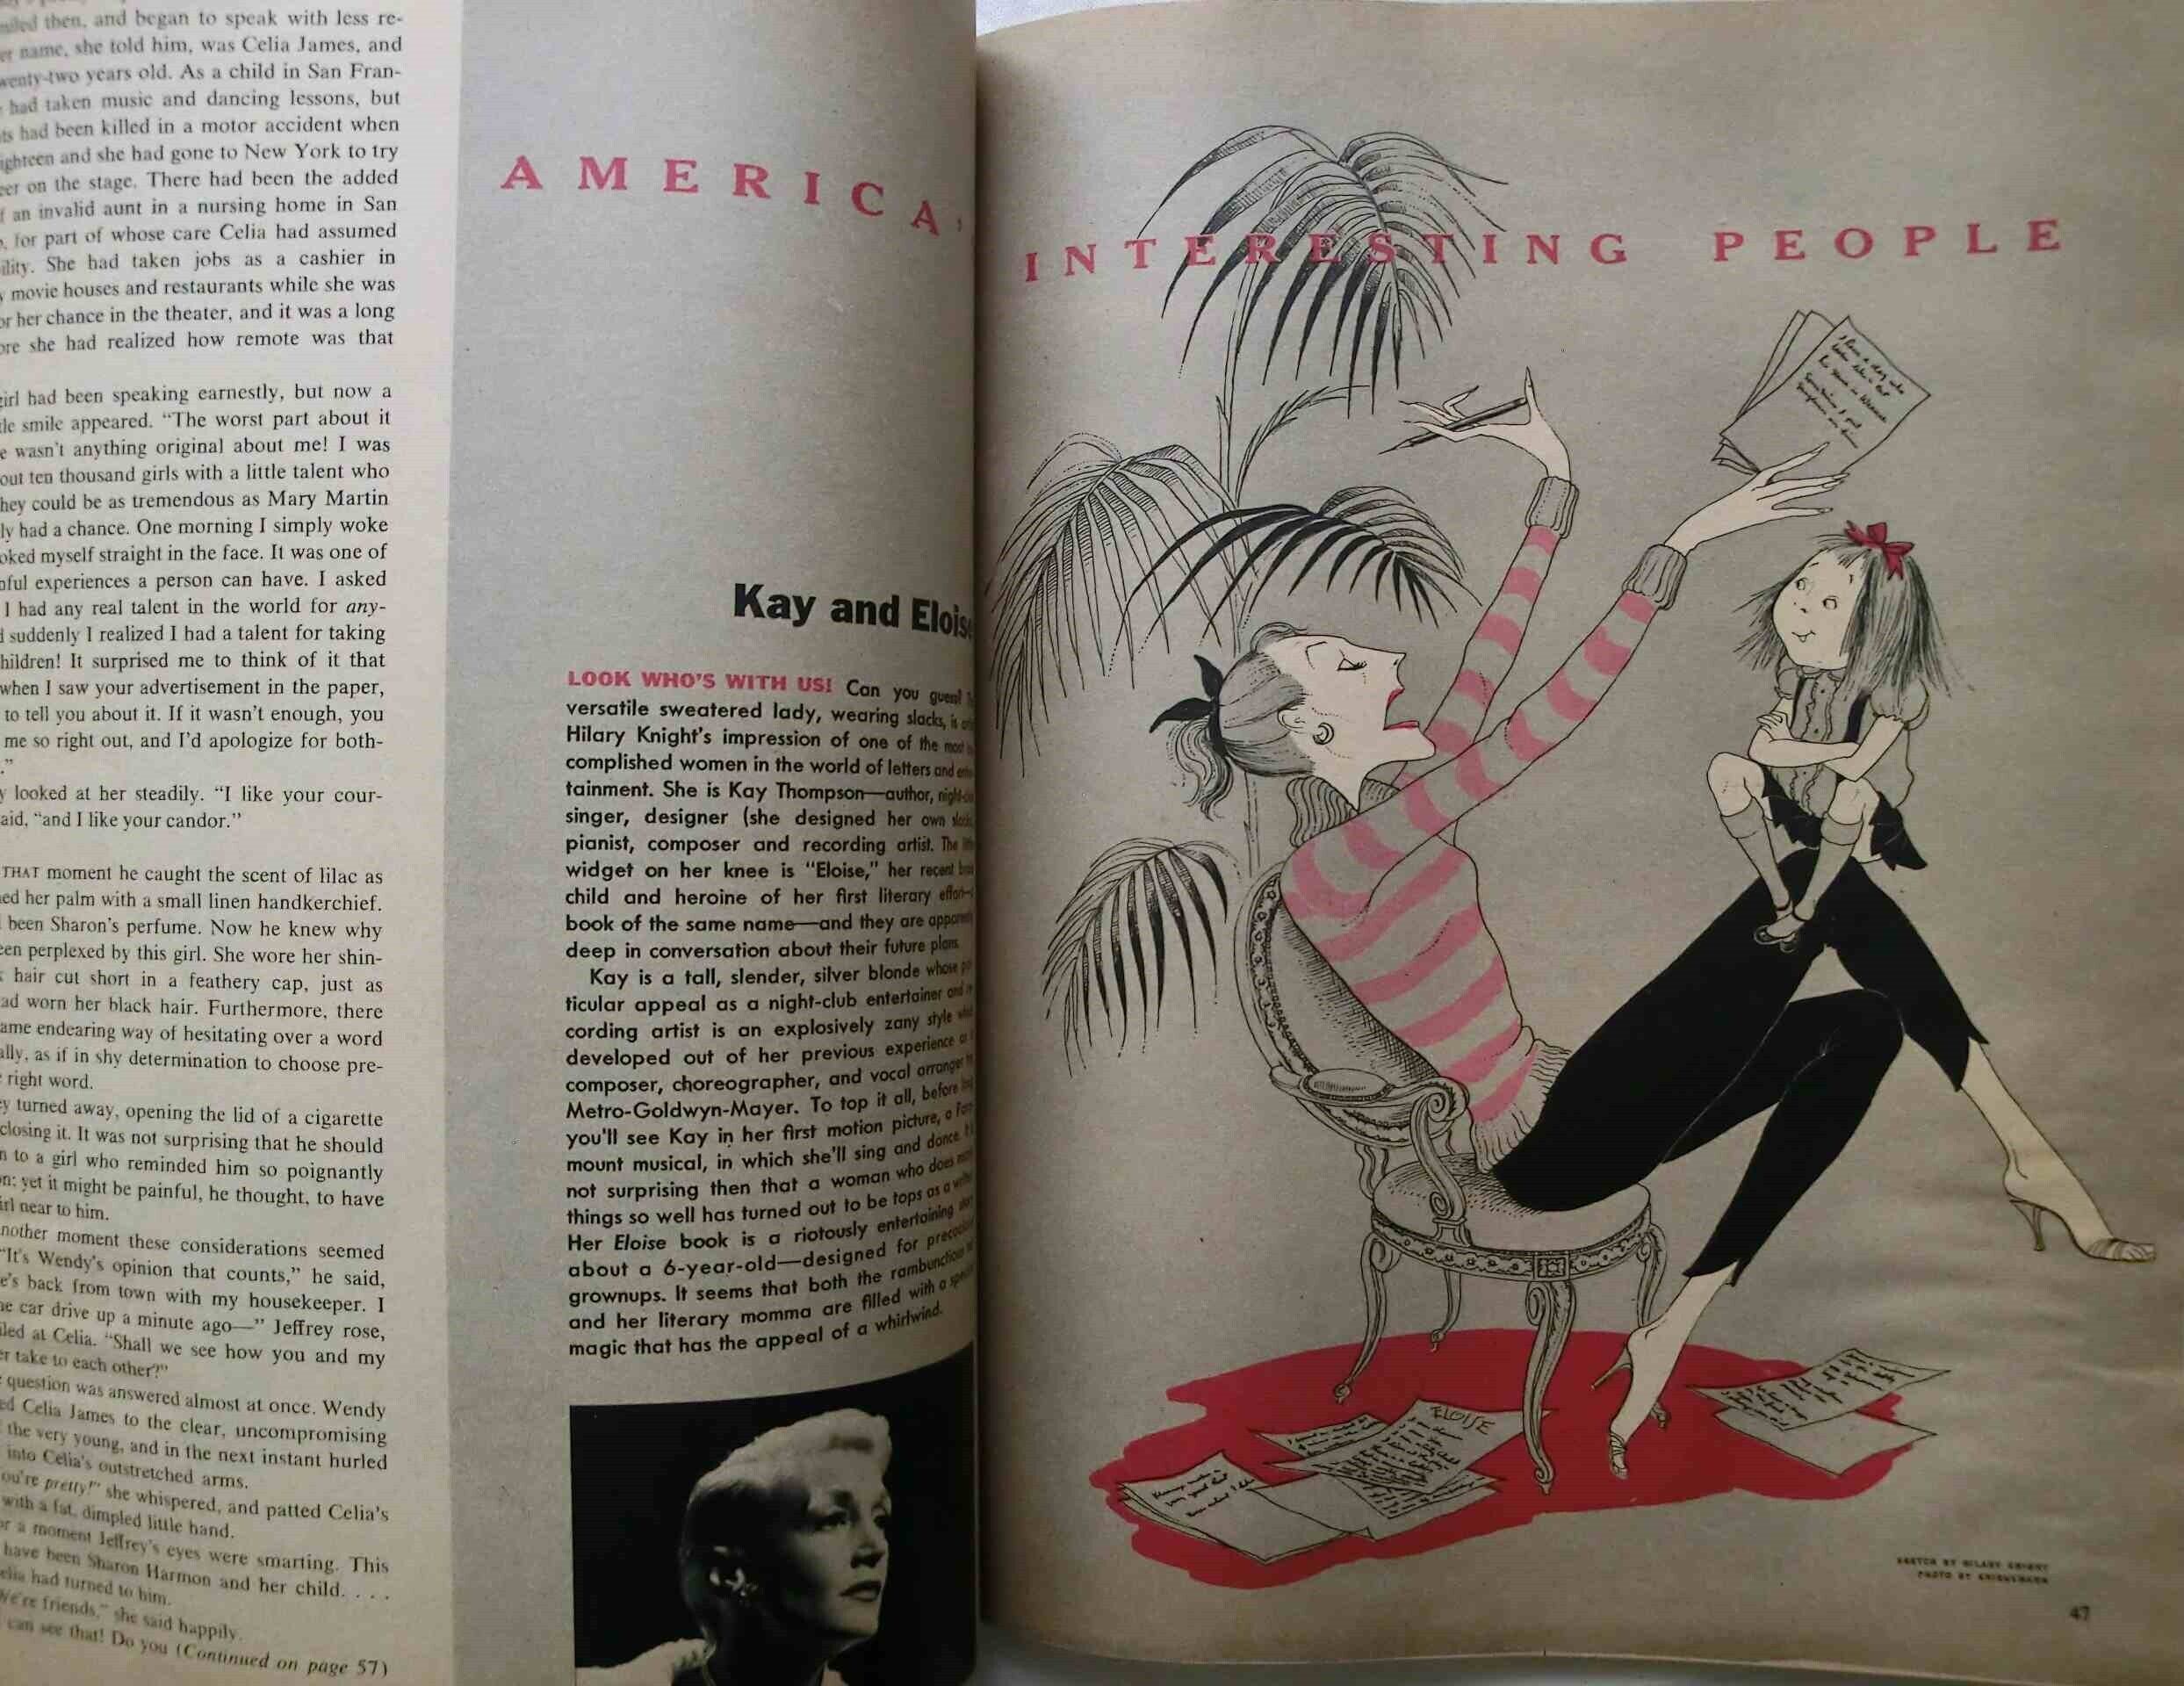 niled then, and began to speak with less re-
er name, she told him, was Celia James, and
wenty-two years old. As a child in San Fran-
had taken music and dancing lessons, but
ts had been killed in a motor accident when
ighteen and she had gone to New York to try
eer on the stage. There had been the added
f an invalid aunt in a nursing home in San
o, for part of whose care Celia had assumed
ility. She had taken jobs as a cashier in
y movie houses and restaurants while she was
or her chance in the theater, and it was a long
ore she had realized how remote was that
girl had been speaking earnestly, but now a
tle smile appeared. “The worst part about it
e wasn't anything original about me! I was
out ten thousand girls with a little talent who
hey could be as tremendous as Mary Martin
ly had a chance. One morning I simply woke
oked myself straight in the face. It was one of
nful experiences a person can have. I asked
I had any real talent in the world for any-
d suddenly I realized I had a talent for taking
hildren! It surprised me to think of it that
when I saw your advertisement in the paper,
to tell you about it. If it wasn't enough, you
me so right out, and I'd apologize for both-
.”
y looked at her steadily. “I like your cour-
aid, “and I like your candor.”
THAT moment he caught the scent of lilac as
ned her palm with a small linen handkerchief.
been Sharon's perfume. Now he knew why
een perplexed by this girl. She wore her shin-
k hair cut short in a feathery cap, just as
ad worn her black hair. Furthermore, there
ame endearing way of hesitating over a word
ally, as if in shy determination to choose pre-
e right word.
ey turned away, opening the lid of a cigarette
closing it. It was not surprising that he should
n to a girl who reminded him so poignantly
on; yet it might be painful, he thought, to have
irl near to him.
nother moment these considerations seemed
“It's Wendy's opinion that counts,” he said,
e's back from town with my housekeeper. I
he car drive up a minute ago—” Jeffrey rose,
iled at Celia. “Shall we see how you and my
er take to each other?”
question was answered almost at once. Wendy
ed Celia James to the clear, uncompromising
the very young, and in the next instant hurled
into Celia's outstretched arms.
ou're pretty!” she whispered, and patted Celia's
with a fat, dimpled little hand.
or a moment Jeffrey's eyes were smarting. This
have been Sharon Harmon and her child. . . .
elia had turned to him.
We're friends,” she said happily.
can see that! Do you (Continued on page 57)
AMERICA'
INTERESTING PEOPLE
Kay and Elois
LOOK WHO'S WITH US! Can you guess?
versatile sweatered lady, wearing slacks, is
Hilary Knight's impression of one of the most
complished women in the world of letters and
tainment. She is Kay Thompson—author, night-
singer, designer (she designed her own
pianist, composer and recording artist. The
widget on her knee is “Eloise,” her recent
child and heroine of her first literary effort—
book of the same name—and they are
deep in conversation about their future plans.
Kay is a tall, slender, silver blonde whose
ticular appeal as a night-club entertainer and
cording artist is an explosively zany style
developed out of her previous experience
composer, choreographer, and vocal arranger
Metro-Goldwyn-Mayer. To top it all, before
you'll see Kay in her first motion picture, a
mount musical, in which she'll sing and dance.
not surprising then that a woman who does
things so well has turned out to be tops as a
Her Eloise book is a riotously entertaining
about a 6-year-old—designed for
grownups. It seems that both the rambunctious
and her literary momma are filled with a
magic that has the appeal of a whirlwind.
ELOISE
SKETCH BY HILARY KNIGHT
PHOTO BY
47